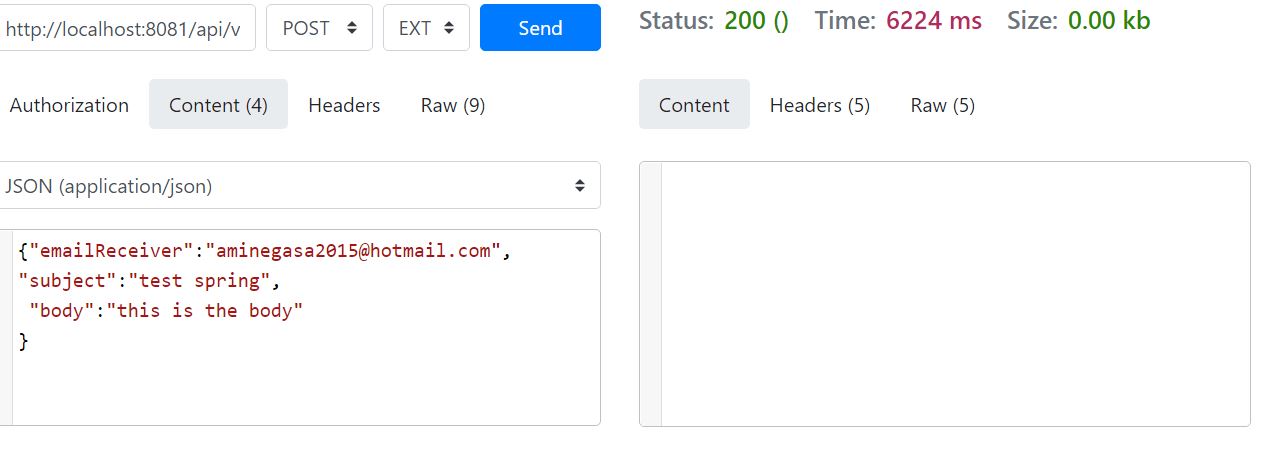 http://localhost:8081/api/v POST EXT Send
Status: 200 () Time: 6224 ms Size: 0.00 kb
Authorization Content (4) Headers Raw (9)
Content Headers (5) Raw (5)
JSON (application/json)
{"emailReceiver":"aminegasa2015@hotmail.com",
"subject":"test spring",
"body":"this is the body"
}